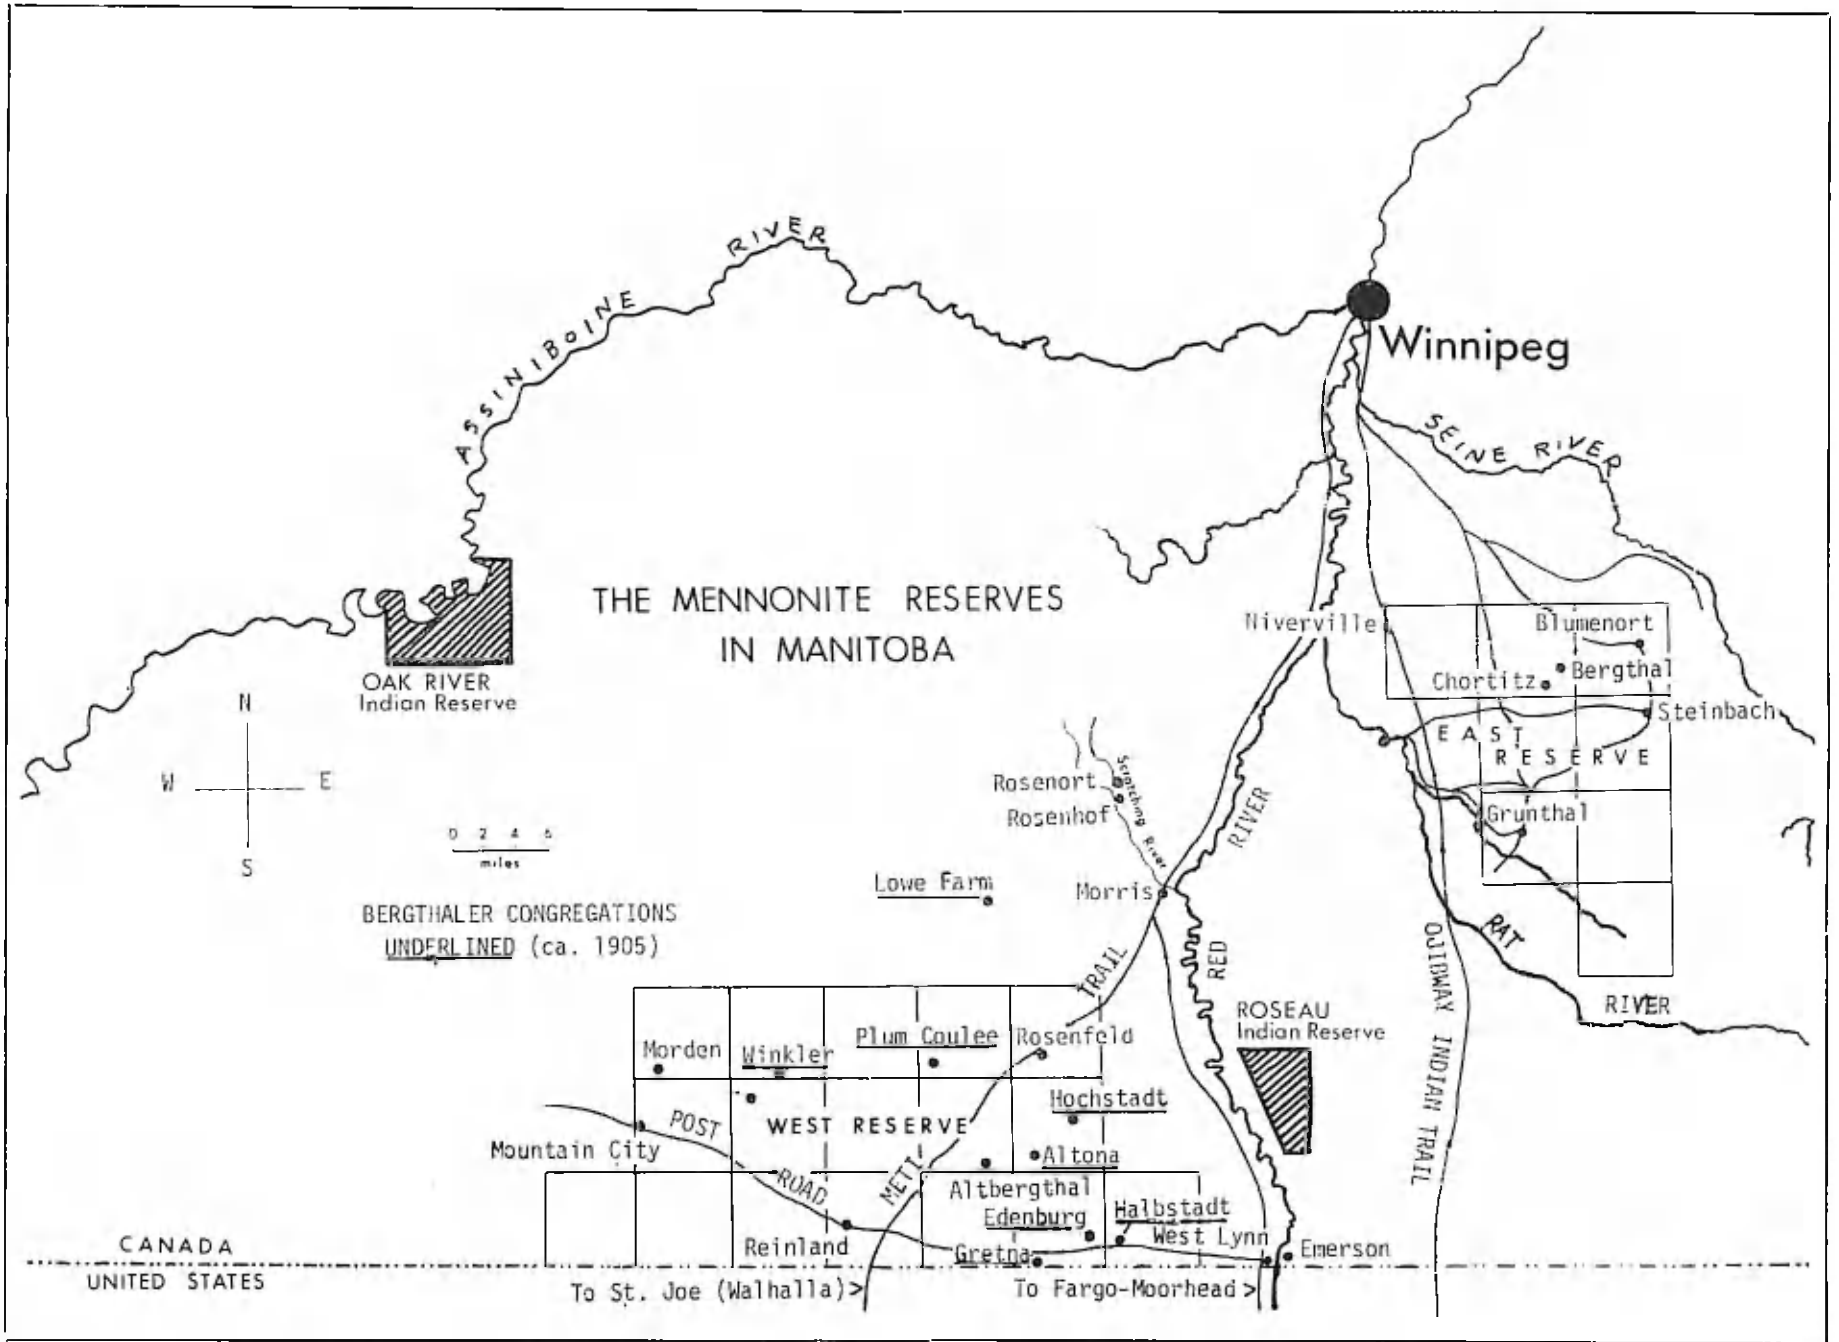 ASSINIBOINE RIVER
Winnipeg
SEINE RIVER
THE MENNONITE RESERVES
IN MANITOBA
OAK RIVER
Indian Reserve
N
W E
S
0 2 4 6
miles
BERGTHALER CONGREGATIONS
UNDERLINED (ca. 1905)
Niverville
Blumenort
Bergthal
Chortitz
Steinbach
EAST
RESERVE
Grunthal
Rosenort
Rosenhof
Scratching River
RED RIVER
Lowe Farm
Morris
RAT RIVER
OJIBWAY INDIAN TRAIL
ROSEAU
Indian Reserve
METI TRAIL
Morden
Winkler
Plum Coulee
Rosenfeld
Hochstadt
POST ROAD
WEST RESERVE
Mountain City
Altona
Altbergthal
Edenburg
Halbstadt
West Lynn
Reinland
Gretna
Emerson
CANADA
UNITED STATES
To St. Joe (Walhalla)>
To Fargo-Moorhead>